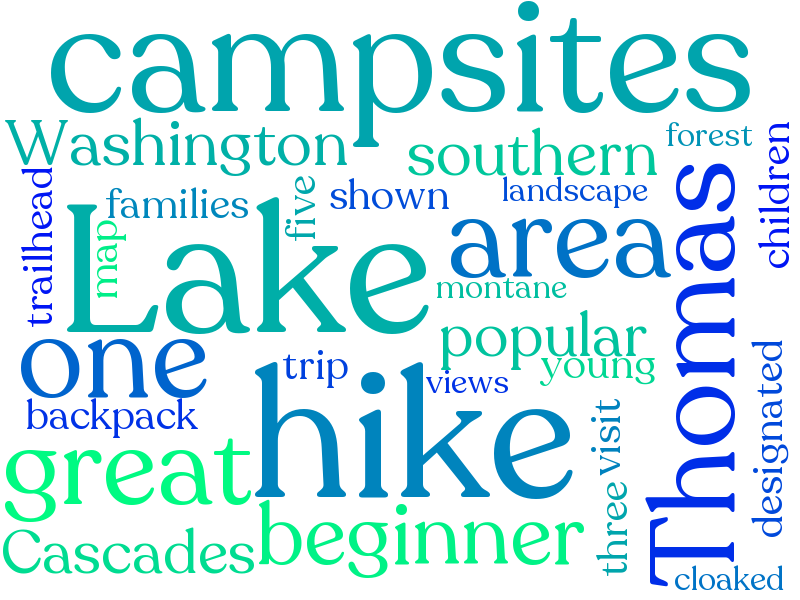 campsites
Washington
southern
forest
children
Thomas
trailhead
families
five
shown
landscape
map
Lake
area
montane
one
popular
young
trip
views
backpack
hike
designated
visit
great
beginner
three
Cascades
cloaked